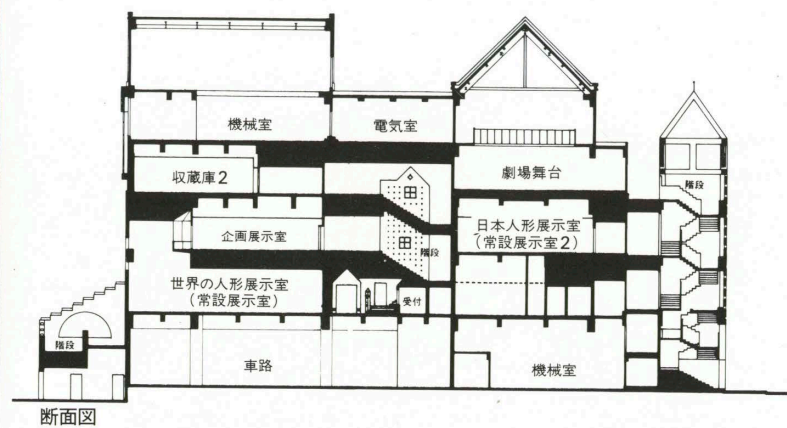 機械室
電気室
収蔵庫2
劇場舞台
階段
企画展示室
日本人形展示室
(常設展示室2)
階段
世界の人形展示室
(常設展示室)
受付
階段
車路
機械室
断面図